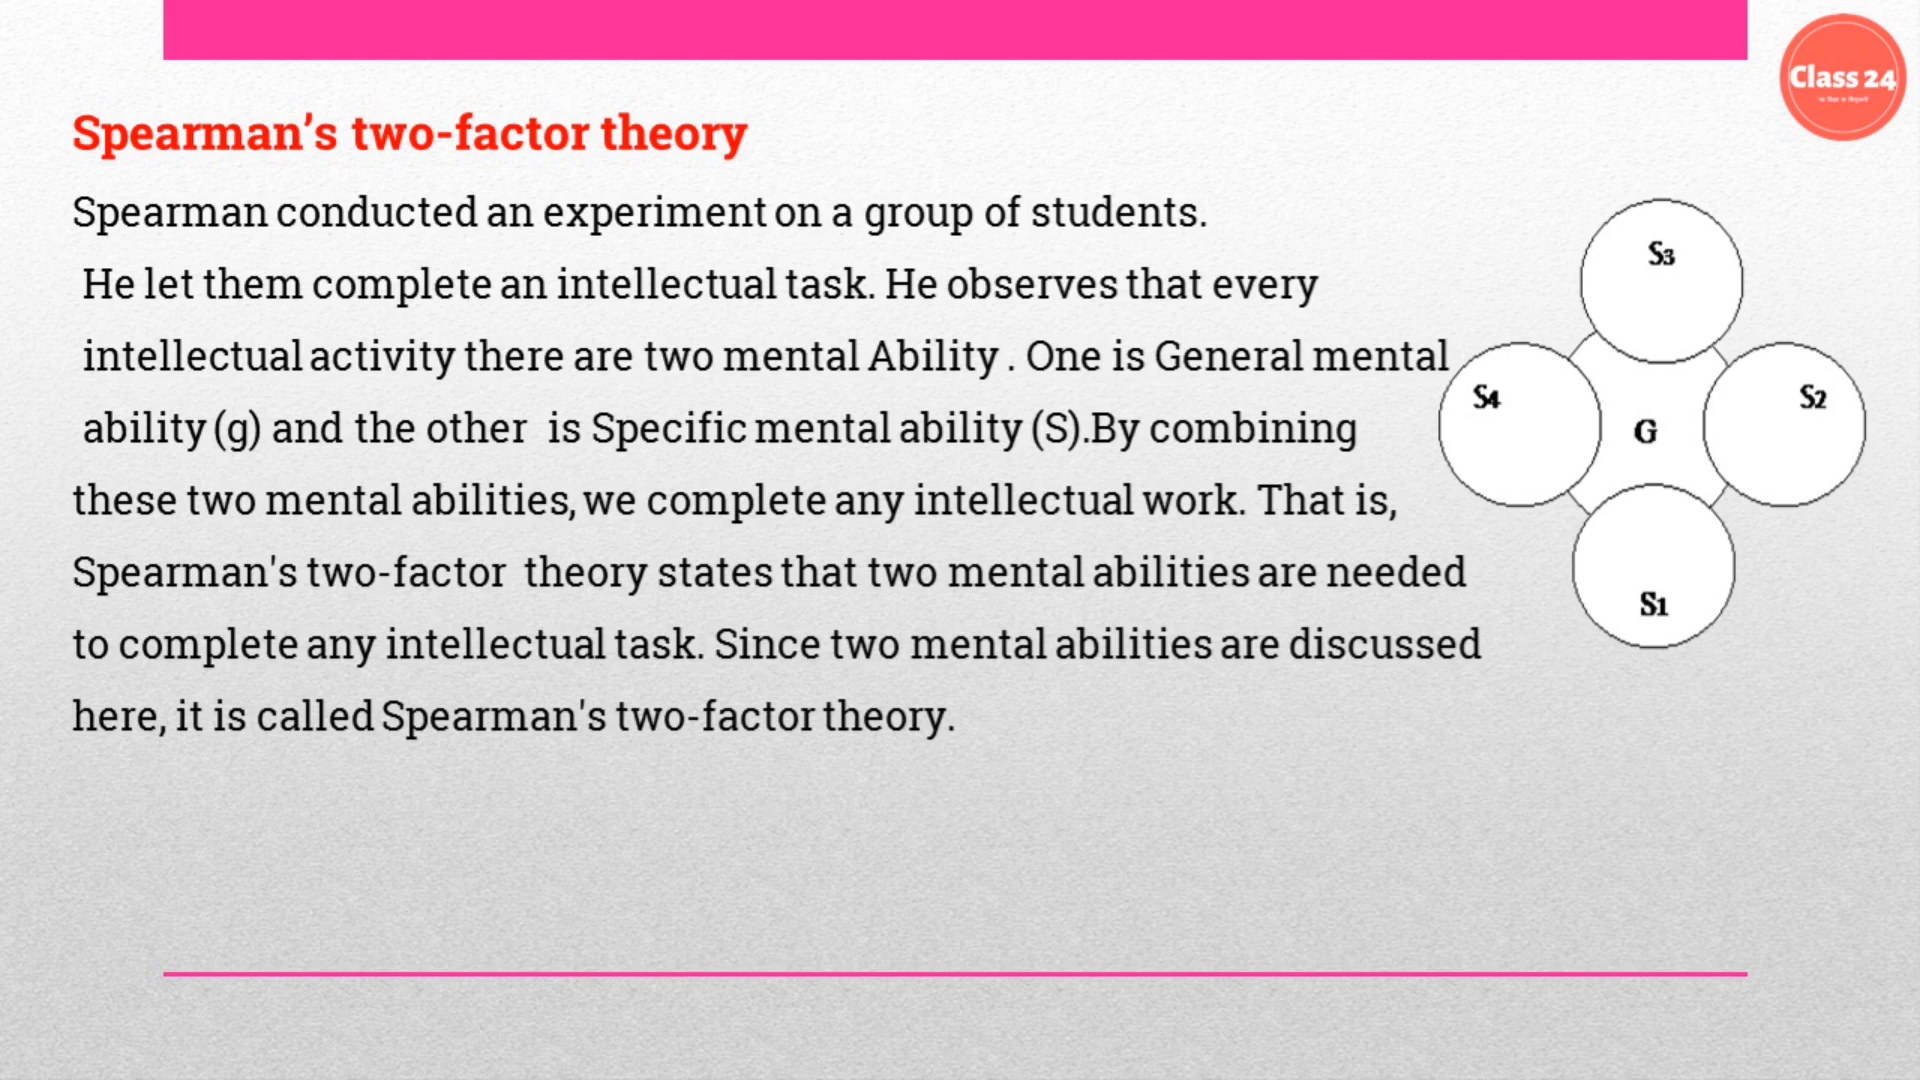 Class 24
Spearman’s two-factor theory
Spearman conducted an experiment on a group of students.
He let them complete an intellectual task. He observes that every
intellectual activity there are two mental Ability . One is General mental
ability (g) and the other is Specific mental ability (S).By combining
these two mental abilities, we complete any intellectual work. That is,
Spearman's two-factor theory states that two mental abilities are needed
to complete any intellectual task. Since two mental abilities are discussed
here, it is called Spearman's two-factor theory.
S3
S4
S2
G
S1